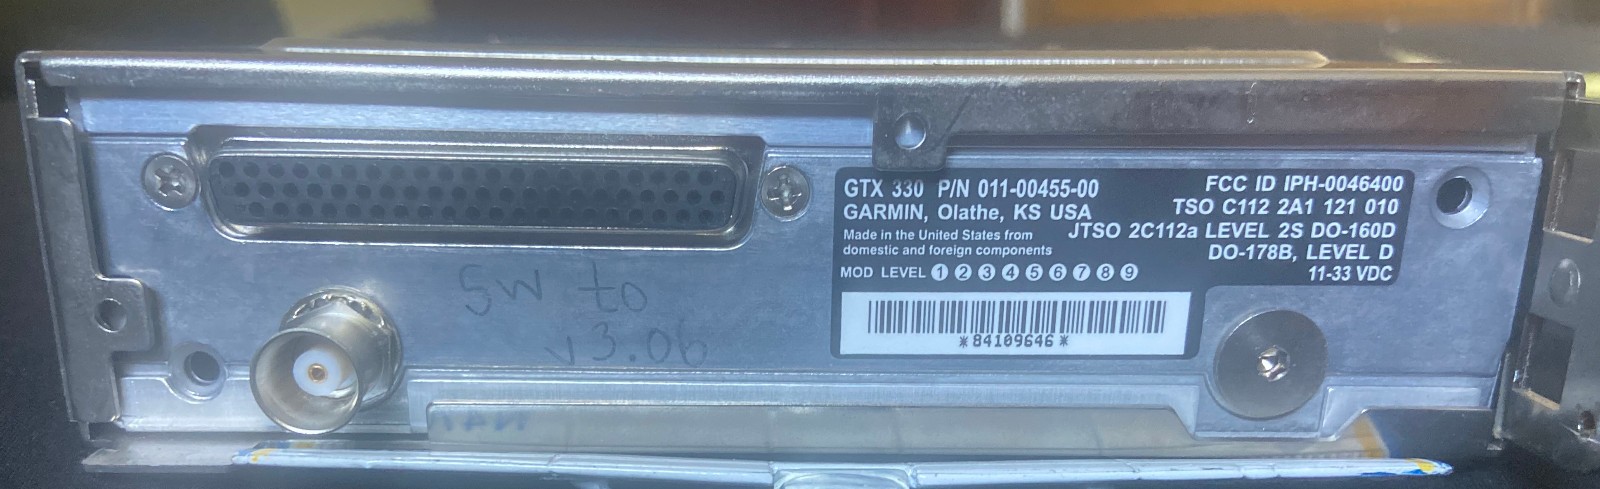 GTX 330 P/N 011-00455-00
GARMIN, Olathe, KS USA
Made in the United States from
domestic and foreign components
MOD LEVEL 1 2 3 4 5 6 7 8 9
*84109646*
FCC ID IPH-0046400
TSO C112 2A1 121 010
JTSO 2C112a LEVEL 2S DO-160D
DO-178B, LEVEL D
11-33 VDC
SW to
v3.06